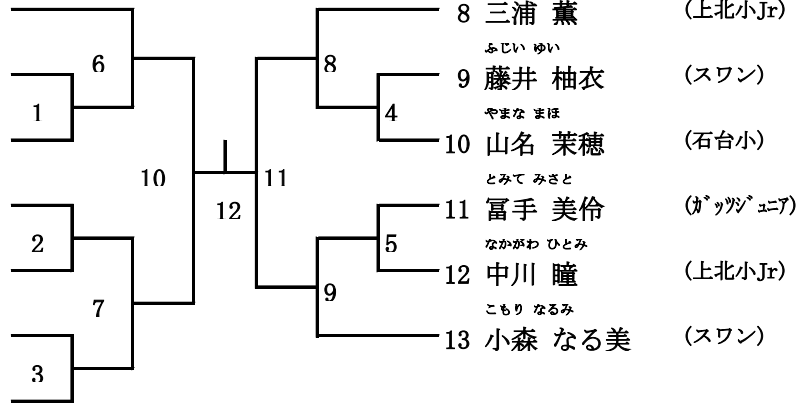 8 三浦 薫 (上北小Jr)
6
8
ふじい ゆい
9 藤井 柚衣 (スワン)
1
4
やまな まほ
10 山名 茉穂 (石台小)
10
11
とみて みさと
11 冨手 美伶 (ｶﾞｯﾂｼﾞｭﾆｱ)
12
2
5
なかがわ ひとみ
12 中川 瞳 (上北小Jr)
7
9
こもり なるみ
13 小森 なる美 (スワン)
3